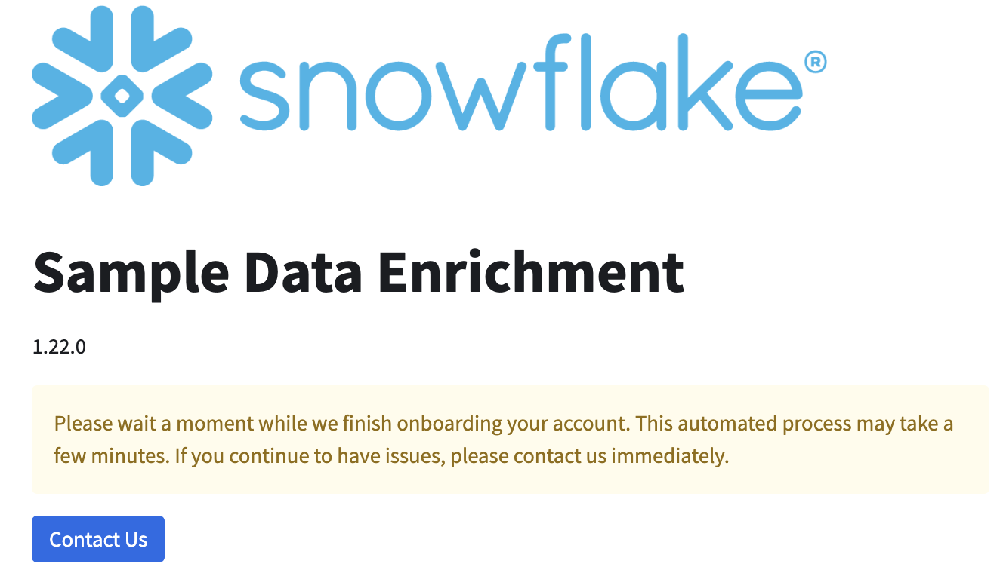 snowflake®
Sample Data Enrichment
1.22.0
Please wait a moment while we finish onboarding your account. This automated process may take a
few minutes. If you continue to have issues, please contact us immediately.
Contact Us